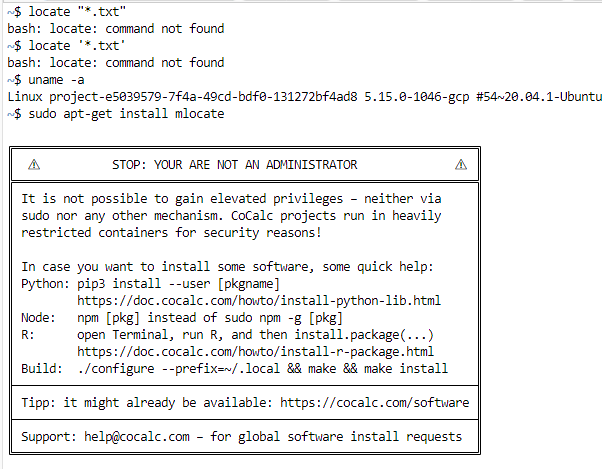 ~$ locate "*.txt"
bash: locate: command not found
~$ locate '*.txt'
bash: locate: command not found
~$ uname -a
Linux project-e5039579-7f4a-49cd-bdf0-131272bf4ad8 5.15.0-1046-gcp #54~20.04.1-Ubuntu
~$ sudo apt-get install mlocate
⚠ STOP: YOUR ARE NOT AN ADMINISTRATOR ⚠
It is not possible to gain elevated privileges – neither via
sudo nor any other mechanism. CoCalc projects run in heavily
restricted containers for security reasons!
In case you want to install some software, some quick help:
Python: pip3 install --user [pkgname]
https://doc.cocalc.com/howto/install-python-lib.html
Node: npm [pkg] instead of sudo npm -g [pkg]
R: open Terminal, run R, and then install.package(...)
https://doc.cocalc.com/howto/install-r-package.html
Build: ./configure --prefix=~/.local && make && make install
Tipp: it might already be available: https://cocalc.com/software
Support: help@cocalc.com – for global software install requests